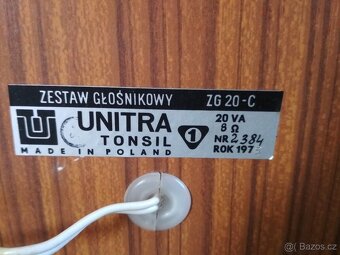 ZESTAW GŁOŚNIKOWY ZG 20-C
UNITRA
TONSIL
MADE IN POLAND
1
20 VA
8 Ω
NR 2384
ROK 197
Bazos.cz